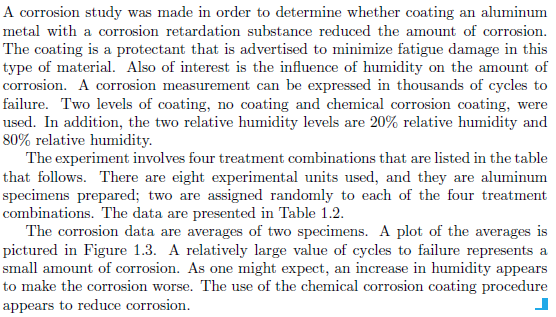 A corrosion study was made in order to determine whether coating an aluminum
metal with a corrosion retardation substance reduced the amount of corrosion.
The coating is a protectant that is advertised to minimize fatigue damage in this
type of material. Also of interest is the influence of humidity on the amount of
corrosion. A corrosion measurement can be expressed in thousands of cycles to
failure. Two levels of coating, no coating and chemical corrosion coating, were
used. In addition, the two relative humidity levels are 20% relative humidity and
80% relative humidity.
The experiment involves four treatment combinations that are listed in the table
that follows. There are eight experimental units used, and they are aluminum
specimens prepared; two are assigned randomly to each of the four treatment
combinations. The data are presented in Table 1.2.
The corrosion data are averages of two specimens. A plot of the averages is
pictured in Figure 1.3. A relatively large value of cycles to failure represents a
small amount of corrosion. As one might expect, an increase in humidity appears
to make the corrosion worse. The use of the chemical corrosion coating procedure
appears to reduce corrosion.